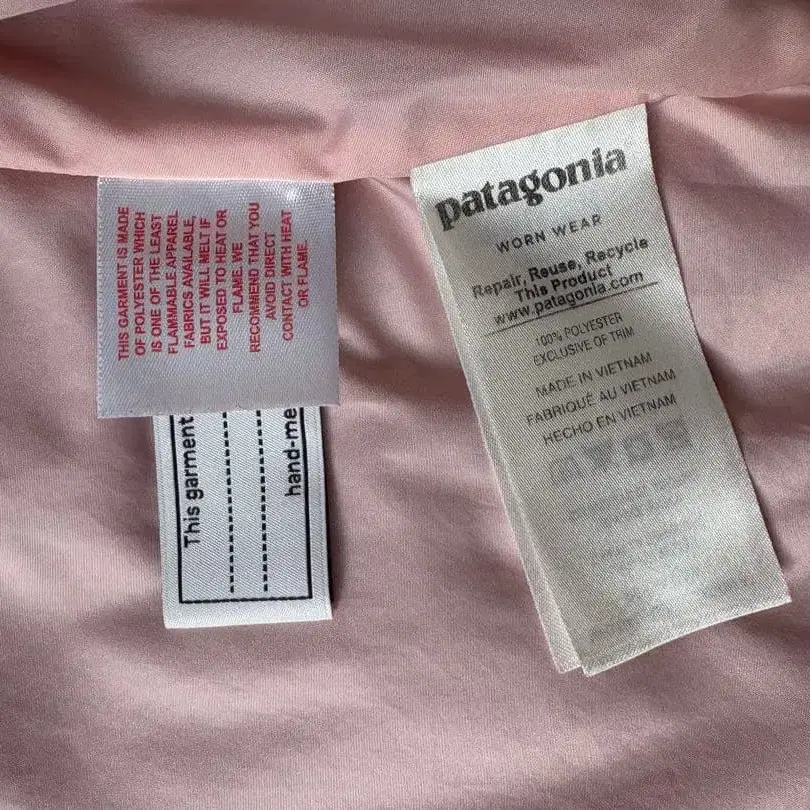 THIS GARMENT IS MADE
OF POLYESTER WHICH
IS ONE OF THE LEAST
FLAMMABLE APPAREL
FABRICS AVAILABLE,
BUT IT WILL MELT IF
EXPOSED TO HEAT OR
FLAME. WE
RECOMMEND THAT YOU
AVOID DIRECT
CONTACT WITH HEAT
OR FLAME.
This garment
hand-me
patagonia
WORN WEAR
Repair, Reuse, Recycle
This Product
www.patagonia.com
100% POLYESTER
EXCLUSIVE OF TRIM
MADE IN VIETNAM
FABRIQUÉ AU VIETNAM
HECHO EN VIETNAM